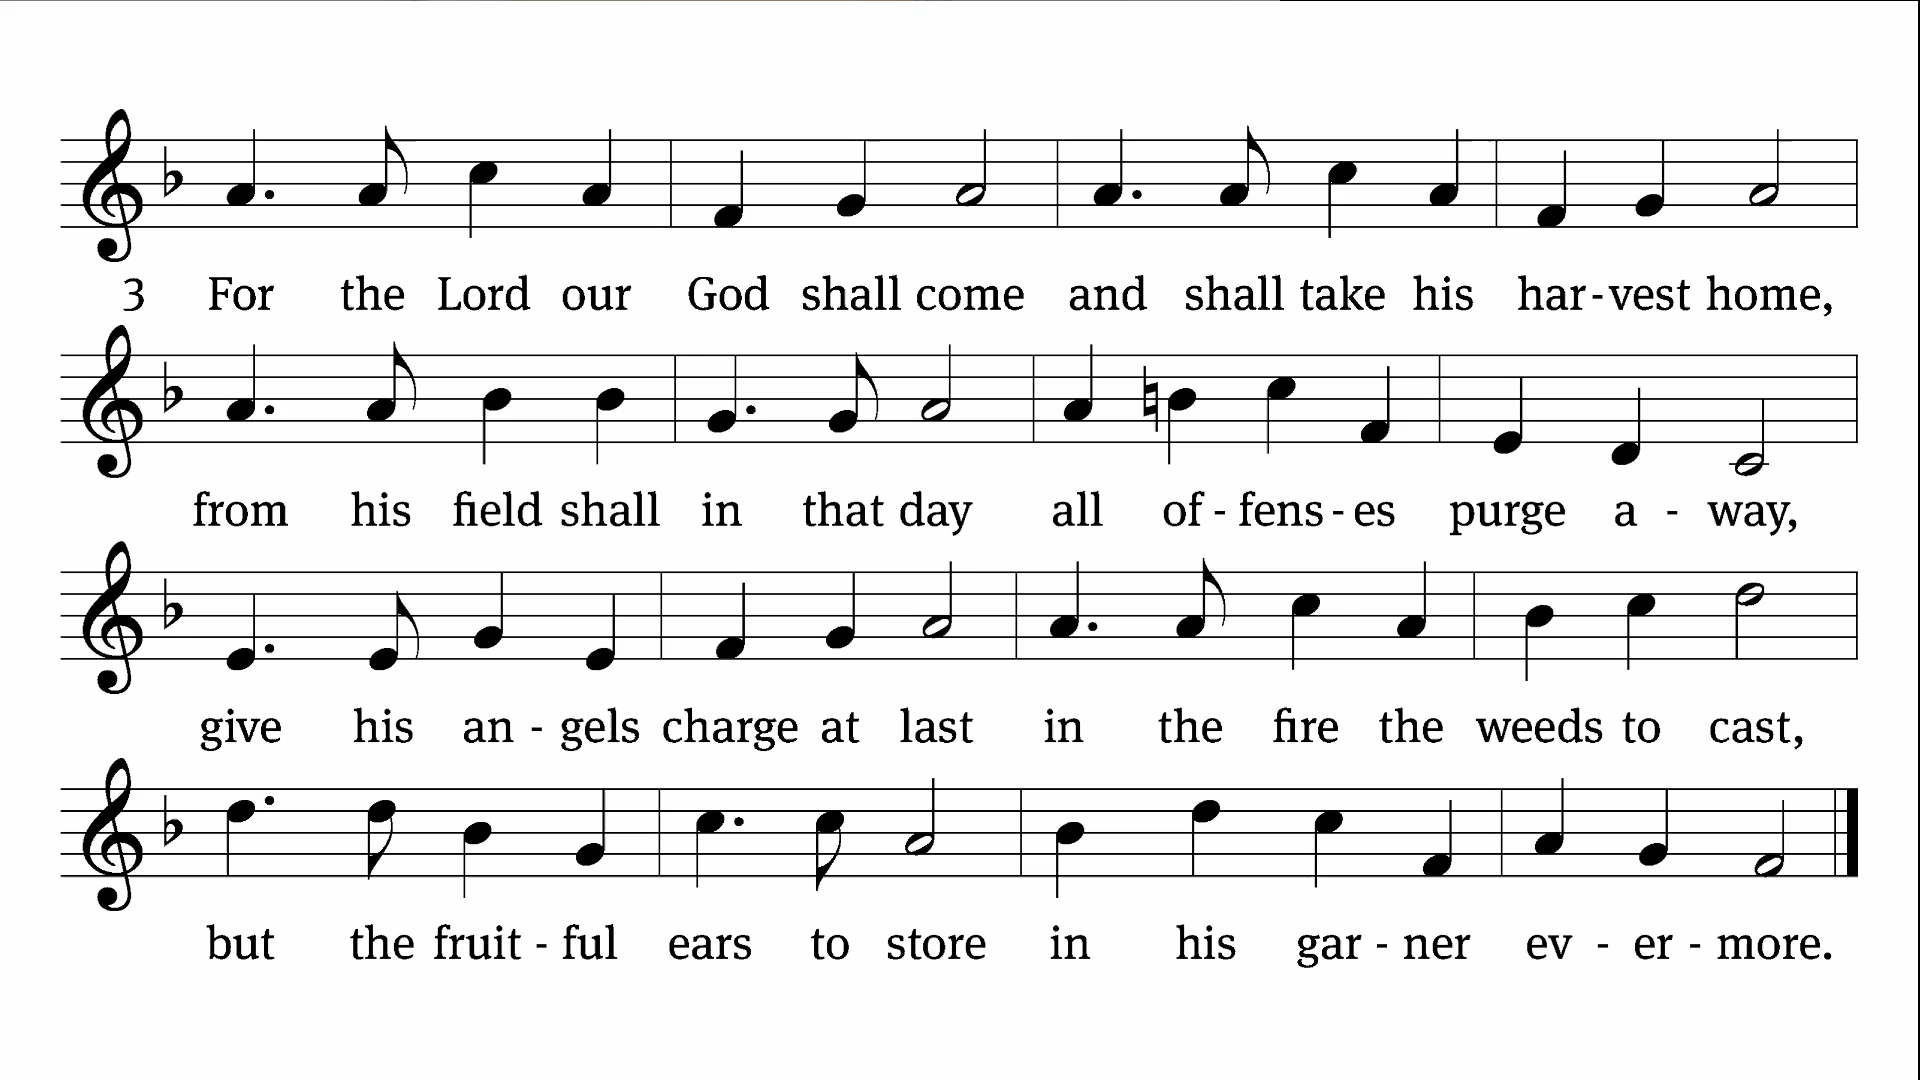 3 For the Lord our God shall come and shall take his har-vest home,
from his field shall in that day all of - fens - es purge a - way,
give his an - gels charge at last in the fire the weeds to cast,
but the fruit - ful ears to store in his gar - ner ev - er - more.